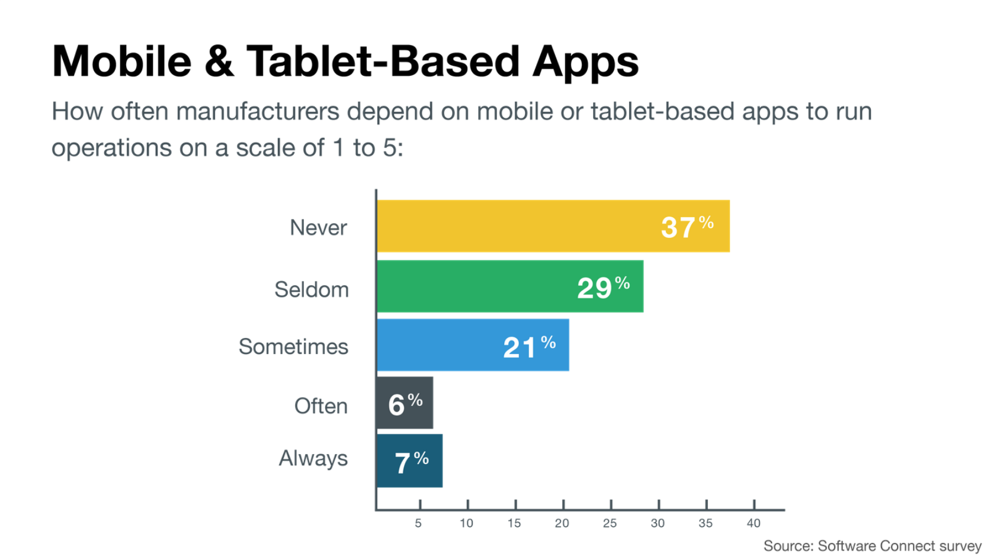 Mobile & Tablet-Based Apps
How often manufacturers depend on mobile or tablet-based apps to run
operations on a scale of 1 to 5:
Never 37%
Seldom 29%
Sometimes 21%
Often 6%
Always 7%
5 10 15 20 25 30 35 40
Source: Software Connect survey